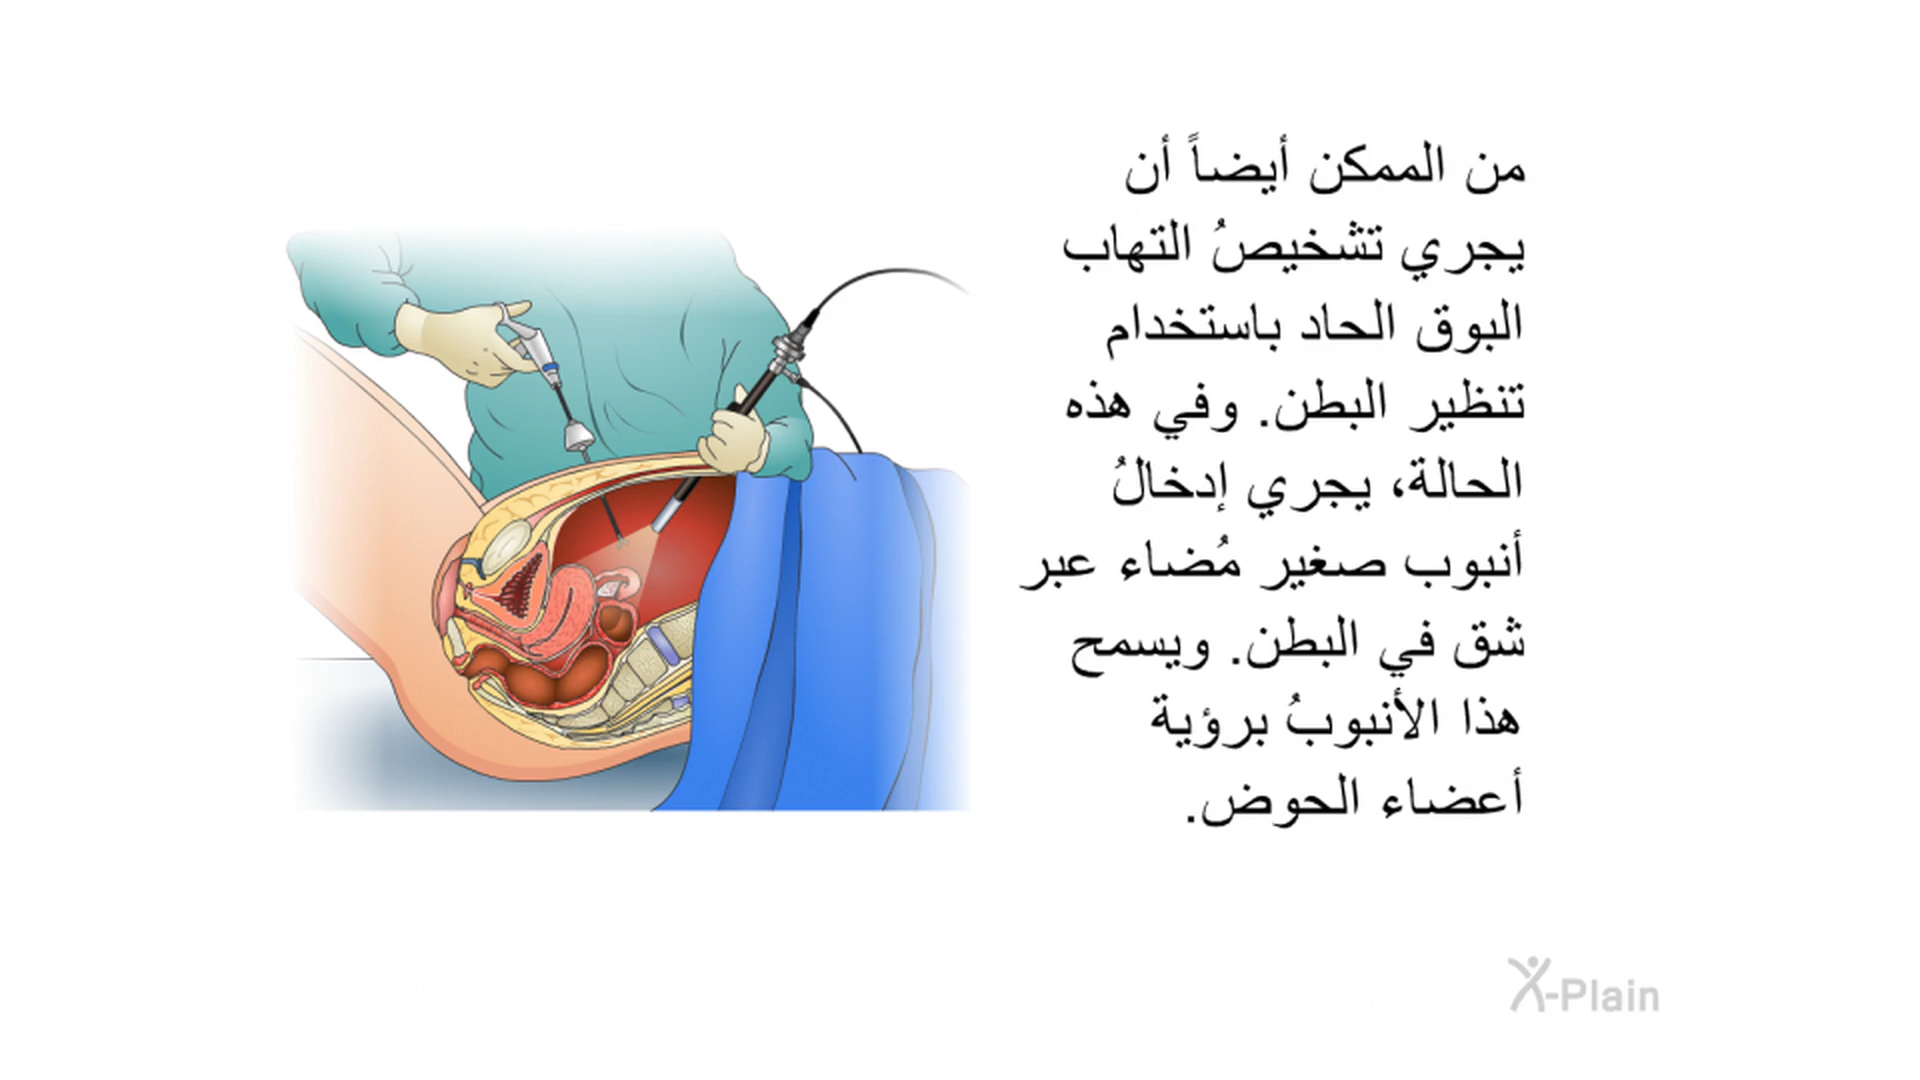 من الممكن أيضاً أن
يجري تشخيصُ التهاب
البوق الحاد باستخدام
تنظير البطن. وفي هذه
الحالة، يجري إدخالُ
أنبوب صغير مُضاء عبر
شق في البطن. ويسمح
هذا الأنبوبُ برؤية
أعضاء الحوض.
X-Plain